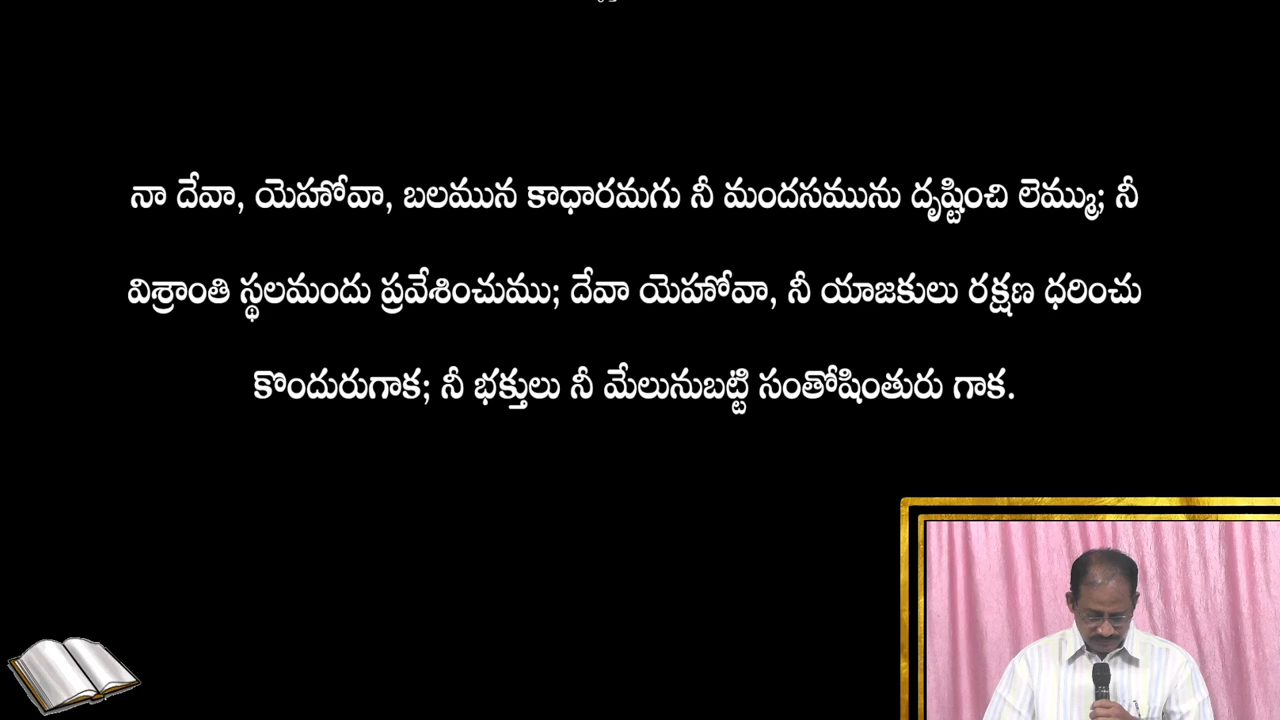 నా దేవా, యెహోవా, బలమున కాధారమగు నీ మందసమును దృష్టించి లెమ్ము; నీ
విశ్రాంతి స్థలమందు ప్రవేశించుము; దేవా యెహోవా, నీ యాజకులు రక్షణ ధరించు
కొందురుగాక; నీ భక్తులు నీ మేలునుబట్టి సంతోషింతురు గాక.